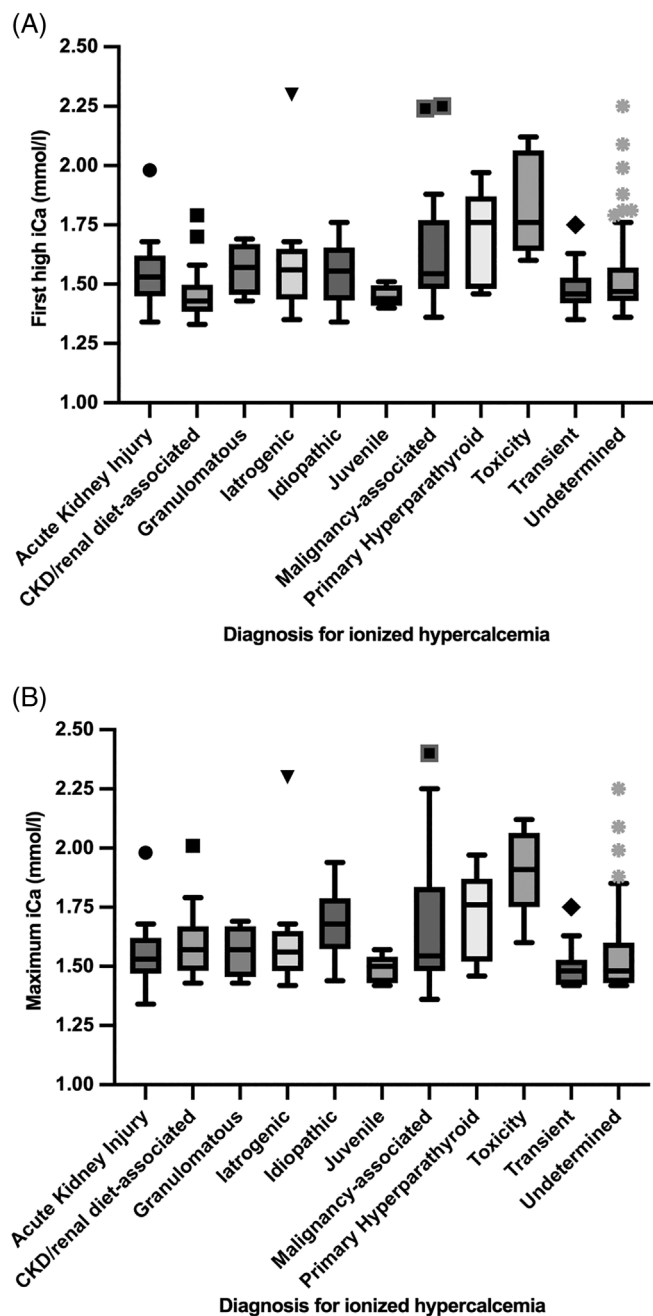 (A)
First high iCa (mmol/l)
2.50
2.25
2.00
1.75
1.50
1.25
1.00
Acute Kidney Injury
CKD/renal diet-associated
Granulomatous
Iatrogenic
Idiopathic
Juvenile
Malignancy-associated
Primary Hyperparathyroid
Toxicity
Transient
Undetermined
Diagnosis for ionized hypercalcemia
(B)
Maximum iCa (mmol/l)
2.50
2.25
2.00
1.75
1.50
1.25
1.00
Acute Kidney Injury
CKD/renal diet-associated
Granulomatous
Iatrogenic
Idiopathic
Juvenile
Malignancy-associated
Primary Hyperparathyroid
Toxicity
Transient
Undetermined
Diagnosis for ionized hypercalcemia